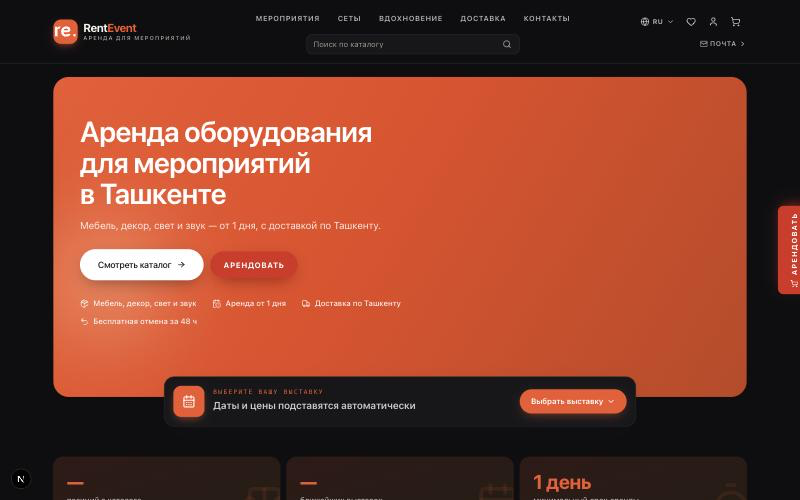 re.
RentEvent
АРЕНДА ДЛЯ МЕРОПРИЯТИЙ
МЕРОПРИЯТИЯ СЕТЫ ВДОХНОВЕНИЕ ДОСТАВКА КОНТАКТЫ
RU
Поиск по каталогу
ПОЧТА
Аренда оборудования
для мероприятий
в Ташкенте
Мебель, декор, свет и звук — от 1 дня, с доставкой по Ташкенту.
Смотреть каталог →
АРЕНДОВАТЬ
Мебель, декор, свет и звук Аренда от 1 дня Доставка по Ташкенту
Бесплатная отмена за 48 ч
АРЕНДОВАТЬ
ВЫБЕРИТЕ ВАШУ ВЫСТАВКУ
Даты и цены подставятся автоматически
Выбрать выставку
— — 1 день
N